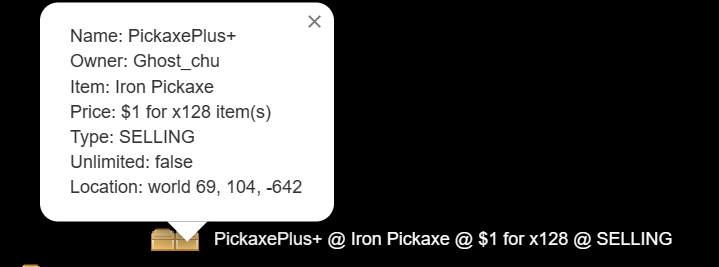 Name: PickaxePlus+
Owner: Ghost_chu
Item: Iron Pickaxe
Price: $1 for x128 item(s)
Type: SELLING
Unlimited: false
Location: world 69, 104, -642
PickaxePlus+ @ Iron Pickaxe @ $1 for x128 @ SELLING